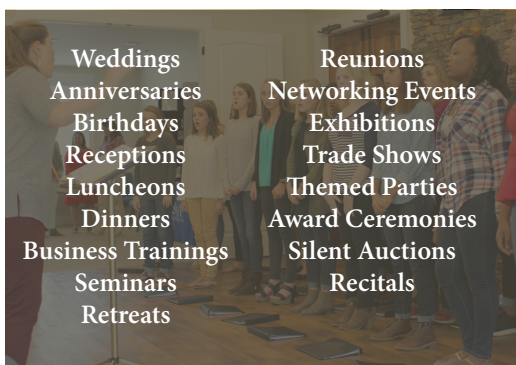 Weddings
Anniversaries
Birthdays
Receptions
Luncheons
Dinners
Business Trainings
Seminars
Retreats
Reunions
Networking Events
Exhibitions
Trade Shows
Themed Parties
Award Ceremonies
Silent Auctions
Recitals